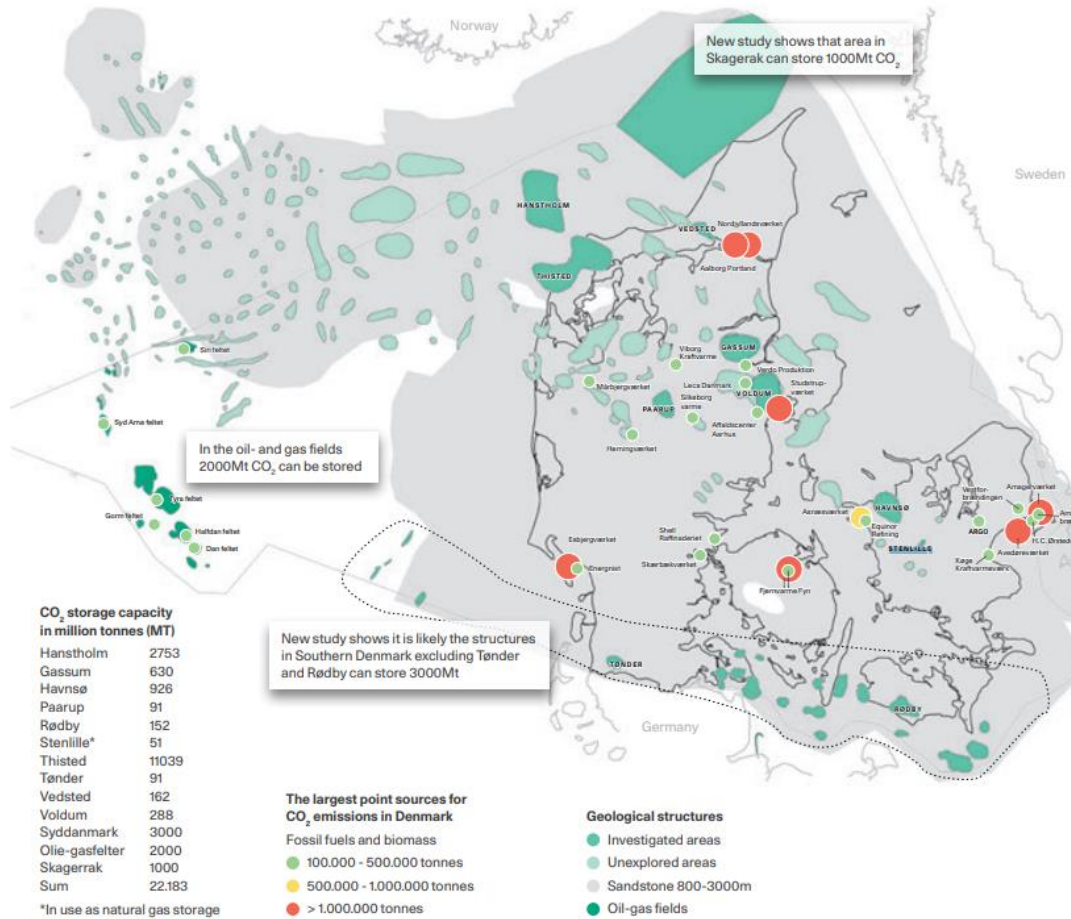 Norway
New study shows that area in
Skagerak can store 1000Mt CO₂
Sweden
HANSTHOLM
VEDSTED
Nordjyllandsværket
THISTED
Aalborg Portland
Viborg
Kraftvarme
GASSUM
Verdo Produktion
Siri feltet
Måbjergværket
Leca Danmark
VOLDUM
Studstrup-
værket
Silkeborg
varme
PAARUP
Syd Arne feltet
Affaldscenter
Aarhus
Herningværket
In the oil- and gas fields
2000Mt CO₂ can be stored
Tyra feltet
Gorm feltet
Halfdan feltet
Dan feltet
Vestfor-
brændingen
Amagerværket
HAVNSØ
Asnæsværket
Equinor
Refining
ARGO
Shell
Raffinaderiet
STENLILLE
Avedøreværket
Esbjergværket
Skærbækværket
Køge
Kraftvarmeværk
Energnist
Fjernvarme Fyn
New study shows it is likely the structures
in Southern Denmark excluding Tønder
and Rødby can store 3000Mt
TØNDER
RØDBY
Germany
CO₂ storage capacity
in million tonnes (MT)
Hanstholm 2753
Gassum 630
Havnsø 926
Paarup 91
Rødby 152
Stenlille* 51
Thisted 11039
Tønder 91
Vedsted 162
Voldum 288
Syddanmark 3000
Olie-gasfelter 2000
Skagerrak 1000
Sum 22.183
*In use as natural gas storage
The largest point sources for
CO₂ emissions in Denmark
Fossil fuels and biomass
100.000 - 500.000 tonnes
500.000 - 1.000.000 tonnes
> 1.000.000 tonnes
Geological structures
Investigated areas
Unexplored areas
Sandstone 800-3000m
Oil-gas fields